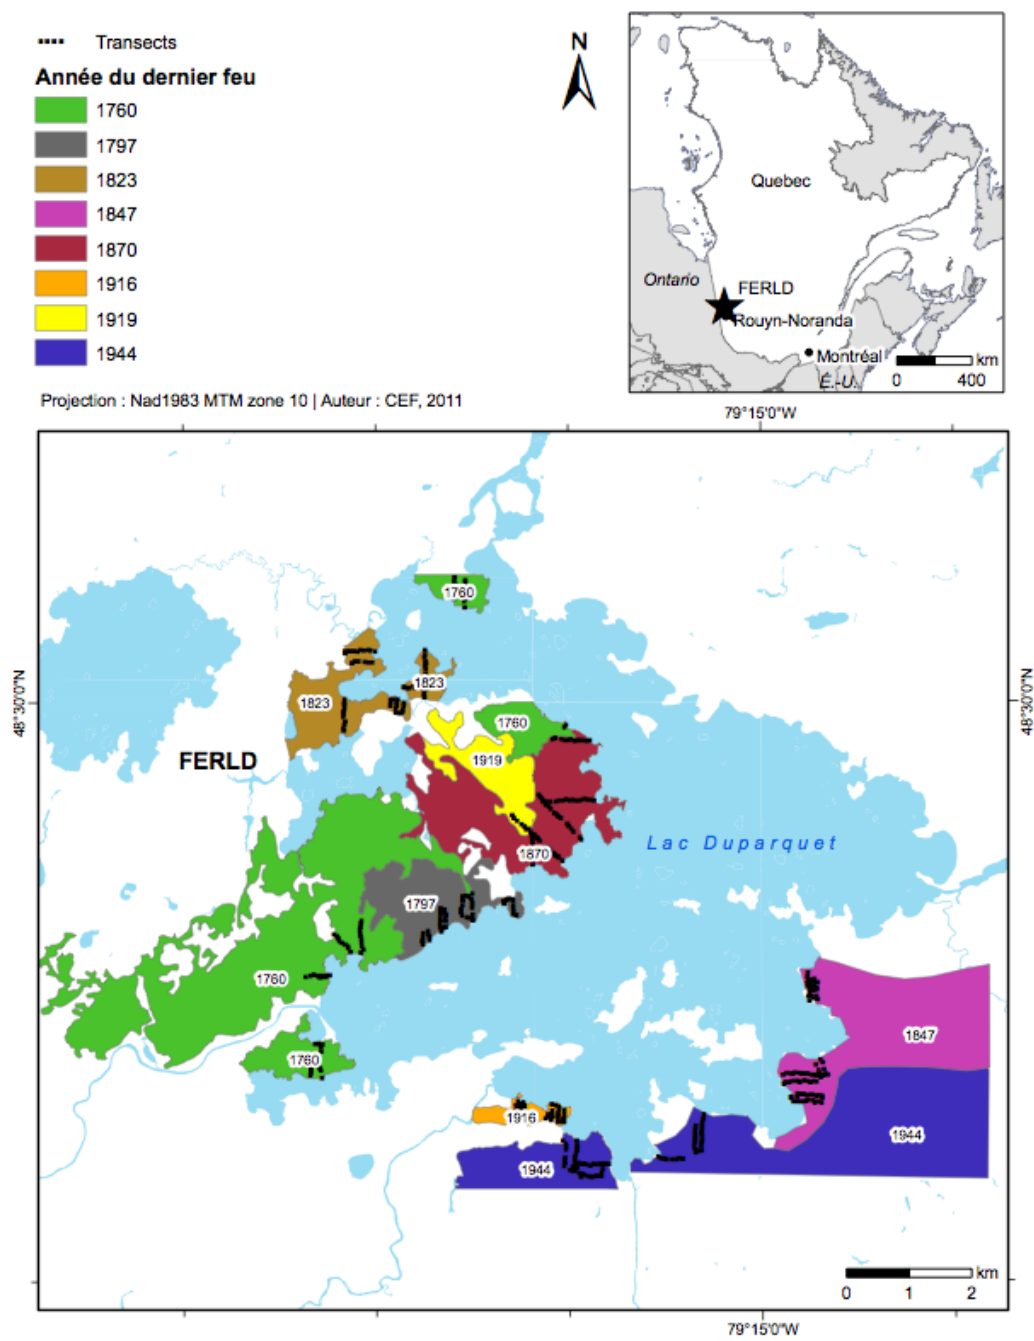 Transects
Année du dernier feu
1760
1797
1823
1847
1870
1916
1919
1944
Projection : Nad1983 MTM zone 10 | Auteur : CEF, 2011
N
Quebec
Ontario
FERLD
Rouyn-Noranda
Montréal
É.-U.
km
0 400
79°15'0"W
48°30'0"N
48°30'0"N
1760
1823
1823
1760
1919
FERLD
Lac Duparquet
1870
1797
1760
1847
1760
1916
1944
1944
km
0 1 2
79°15'0"W